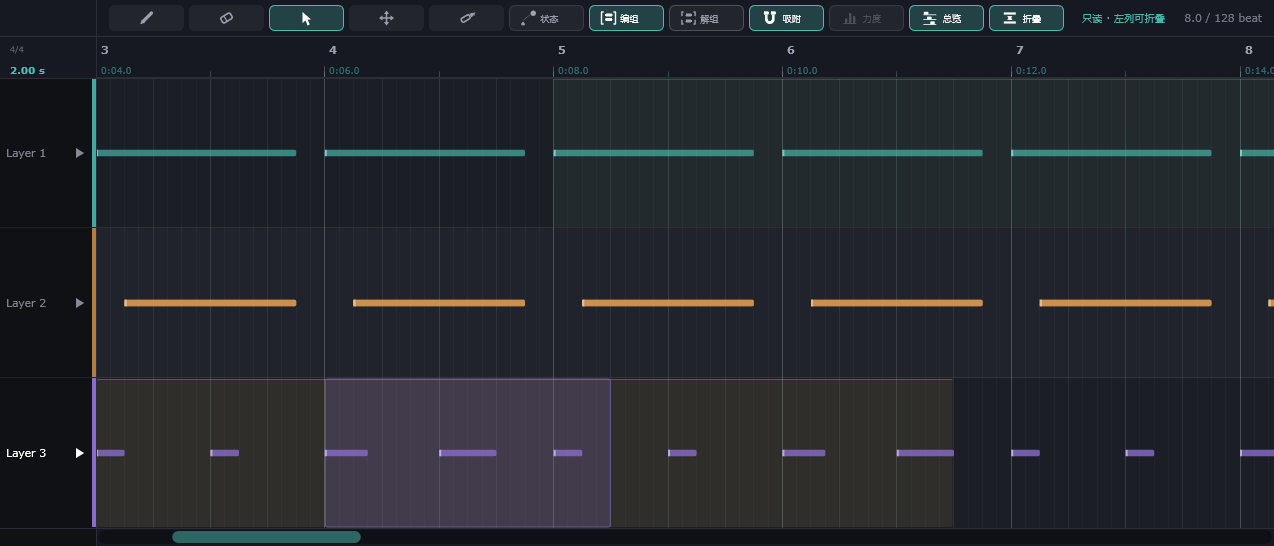 状态 编组 解组 吸附 力度 总览 折叠 只读·左列可折叠 8.0 / 128 beat
4/4 3 4 5 6 7 8
2.00 s 0:04.0 0:06.0 0:08.0 0:10.0 0:12.0 0:14.0
Layer 1
Layer 2
Layer 3